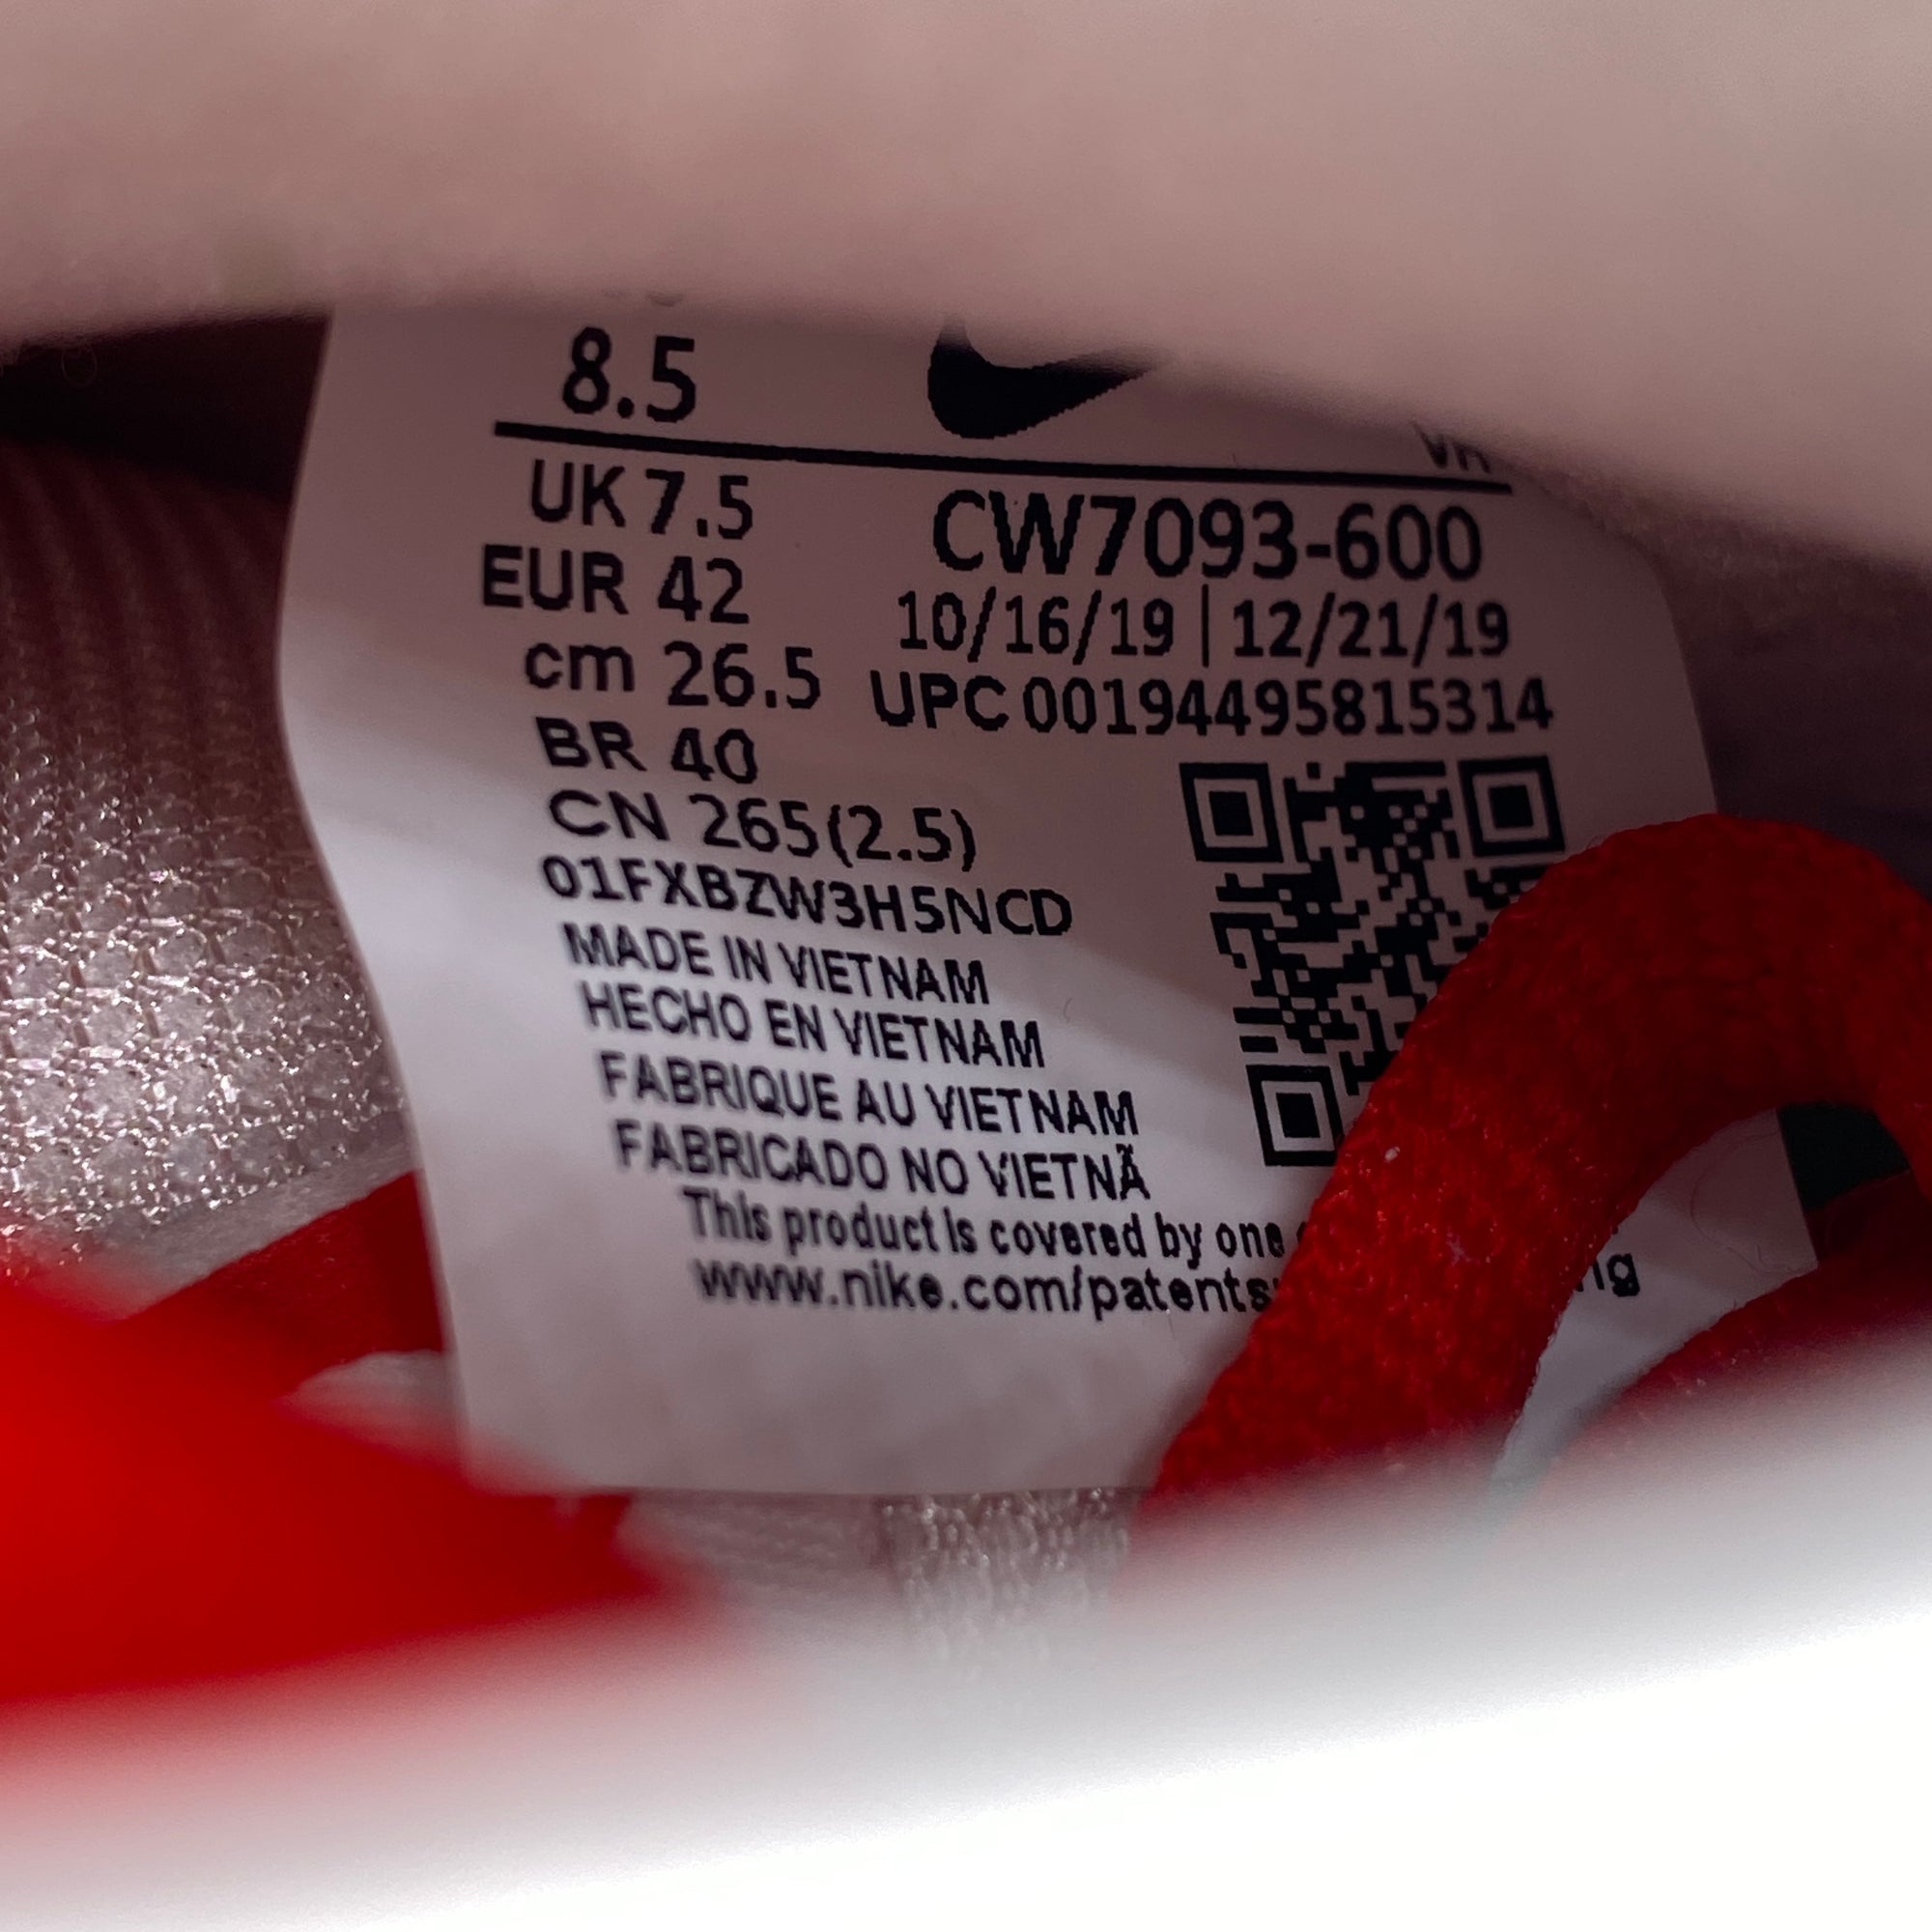 8.5
UK 7.5
EUR 42
cm 26.5
BR 40
CN 265(2.5)
CW7093-600
10/16/19|12/21/19
UPC 00194495815314
01FXBZW3H5NCD
MADE IN VIETNAM
HECHO EN VIETNAM
FABRIQUE AU VIETNAM
FABRICADO NO VIETNÃ
This product is covered by one
www.nike.com/patents